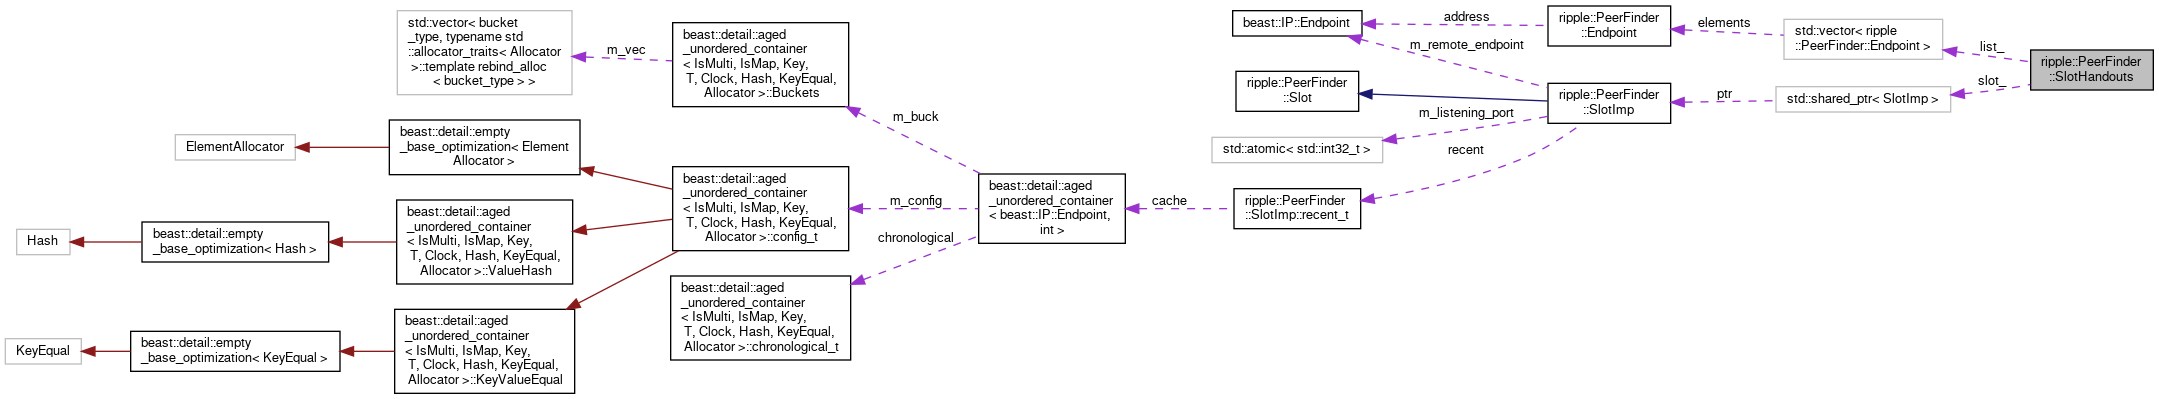 std::vector< bucket
_type, typename std
::allocator_traits< Allocator
>::template rebind_alloc
< bucket_type > >
m_vec
beast::detail::aged
_unordered_container
< IsMulti, IsMap, Key,
T, Clock, Hash, KeyEqual,
Allocator >::Buckets
ElementAllocator
beast::detail::empty
_base_optimization< Element
Allocator >
m_buck
beast::detail::aged
_unordered_container
< IsMulti, IsMap, Key,
T, Clock, Hash, KeyEqual,
Allocator >::config_t
m_config
Hash
beast::detail::empty
_base_optimization< Hash >
beast::detail::aged
_unordered_container
< IsMulti, IsMap, Key,
T, Clock, Hash, KeyEqual,
Allocator >::ValueHash
chronological
beast::detail::aged
_unordered_container
< IsMulti, IsMap, Key,
T, Clock, Hash, KeyEqual,
Allocator >::chronological_t
KeyEqual
beast::detail::empty
_base_optimization< KeyEqual >
beast::detail::aged
_unordered_container
< IsMulti, IsMap, Key,
T, Clock, Hash, KeyEqual,
Allocator >::KeyValueEqual
beast::detail::aged
_unordered_container
< beast::IP::Endpoint,
int >
cache
ripple::PeerFinder
::SlotImp::recent_t
beast::IP::Endpoint
address
m_remote_endpoint
ripple::PeerFinder
::Endpoint
elements
std::vector< ripple
::PeerFinder::Endpoint >
list_
ripple::PeerFinder
::SlotHandouts
slot_
ripple::PeerFinder
::Slot
ripple::PeerFinder
::SlotImp
ptr
std::shared_ptr< SlotImp >
m_listening_port
std::atomic< std::int32_t >
recent